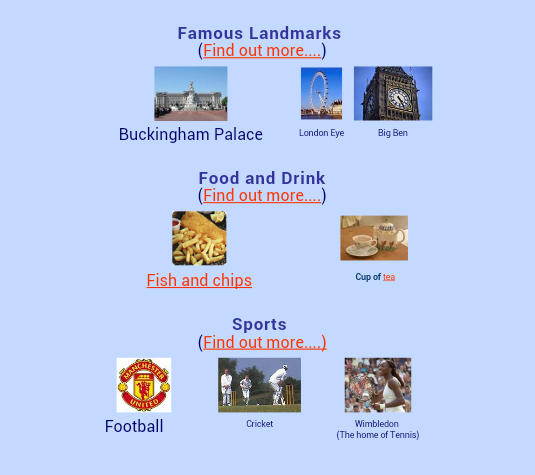 Famous Landmarks
(Find out more....)
Buckingham Palace
London Eye
Big Ben
Food and Drink
(Find out more....)
Fish and chips
Cup of tea
Sports
(Find out more....)
MANCHESTER
UNITED
Football
Cricket
Wimbledon
(The home of Tennis)